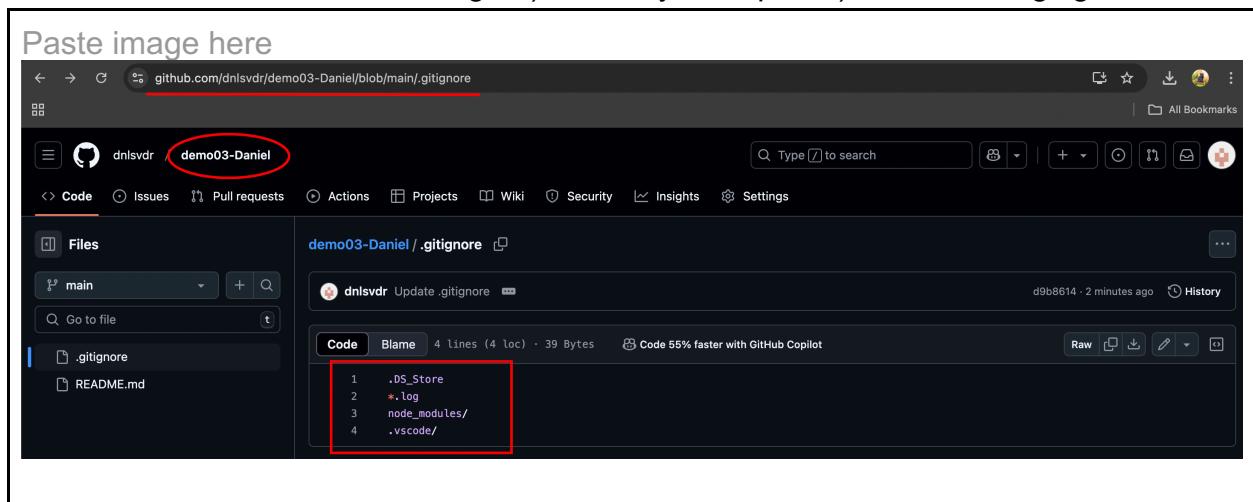 Paste image here
github.com/dnlsvdr/demo03-Daniel/blob/main/.gitignore
All Bookmarks
dnlsvdr / demo03-Daniel
Type / to search
Code Issues Pull requests Actions Projects Wiki Security Insights Settings
Files
demo03-Daniel / .gitignore
main
dnlsvdr Update .gitignore
d9b8614 · 2 minutes ago History
Go to file t
Code Blame 4 lines (4 loc) · 39 Bytes Code 55% faster with GitHub Copilot
Raw
.gitignore
README.md
1 .DS_Store
2 *.log
3 node_modules/
4 .vscode/